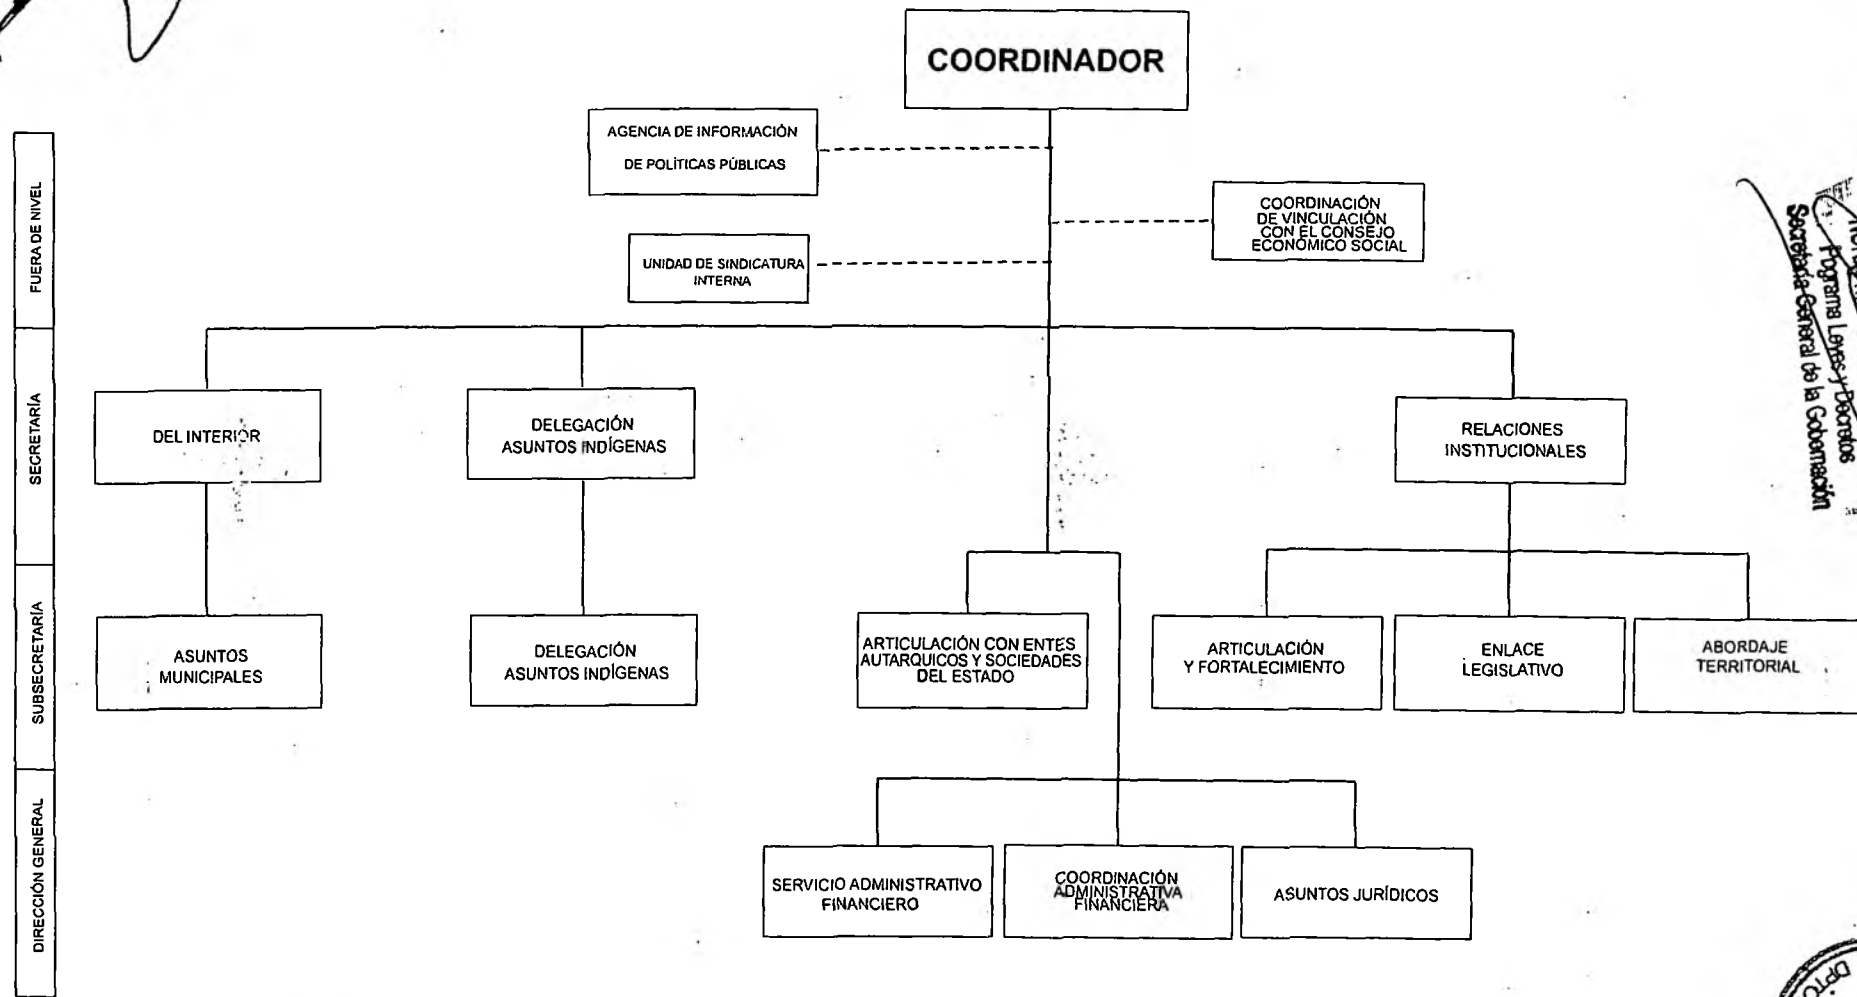 COORDINADOR
AGENCIA DE INFORMACIÓN
DE POLÍTICAS PÚBLICAS
COORDINACIÓN
DE VINCULACIÓN
CON EL CONSEJO
ECONÓMICO SOCIAL
UNIDAD DE SINDICATURA
INTERNA
FUERA DE NIVEL
SECRETARÍA
DEL INTERIOR
DELEGACIÓN
ASUNTOS INDÍGENAS
RELACIONES
INSTITUCIONALES
SUBSECRETARÍA
ASUNTOS
MUNICIPALES
DELEGACIÓN
ASUNTOS INDÍGENAS
ARTICULACIÓN CON ENTES
AUTARQUICOS Y SOCIEDADES
DEL ESTADO
ARTICULACIÓN
Y FORTALECIMIENTO
ENLACE
LEGISLATIVO
ABORDAJE
TERRITORIAL
DIRECCIÓN GENERAL
SERVICIO ADMINISTRATIVO
FINANCIERO
COORDINACIÓN
ADMINISTRATIVA
FINANCIERA
ASUNTOS JURÍDICOS
Programa Leyes y Decretos
Secretaría General de la Gobernación
DPTO.